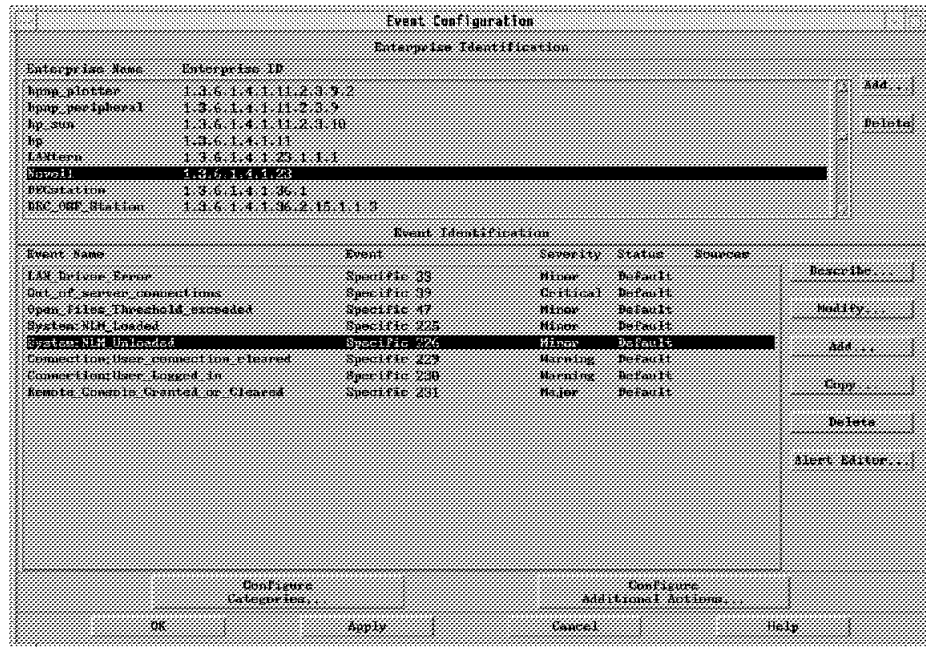 Event Configuration
Enterprise Identification
Enterprise Name Enterprise ID
hpnp_plotter 1.3.6.1.4.1.11.2.3.9.2
hpnp_peripheral 1.3.6.1.4.1.11.2.3.9
hp_sun 1.3.6.1.4.1.11.2.3.10
hp 1.3.6.1.4.1.11
LANtern 1.3.6.1.4.1.23.1.1.1
Novell 1.3.6.1.4.1.23
DECstation 1.3.6.1.4.1.36.1
DEC_OSF_Station 1.3.6.1.4.1.36.2.15.1.1.3
Add...
Delete
Event Identification
Event Name Event Severity Status Sources
LAN_Driver_Error Specific 33 Minor Default
Out_of_server_connections Specific 39 Critical Default
Open_files_Threshold_exceeded Specific 47 Minor Default
System:NLM_Loaded Specific 225 Minor Default
System:NLM_Unloaded Specific 226 Minor Default
Connection:User_connection_cleared Specific 229 Warning Default
Connection:User_Logged_in Specific 230 Warning Default
Remote_Console_Granted_or_Cleared Specific 231 Major Default
Describe...
Modify...
Add...
Copy...
Delete
Alert Editor...
Configure
Categories...
Configure
Additional Actions...
OK Apply Cancel Help